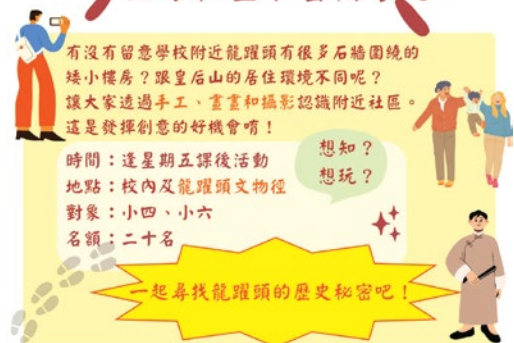 有沒有留意學校附近龍躍頭有很多石牆圍繞的
矮小樓房？跟皇后山的居住環境不同呢？
讓大家透過手工、畫畫和攝影認識附近社區。
這是發揮創意的好機會唷！
想知？
想玩？
時間：逢星期五課後活動
地點：校內及龍躍頭文物徑
對象：小四、小六
名額：二十名
一起尋找龍躍頭的歷史秘密吧！